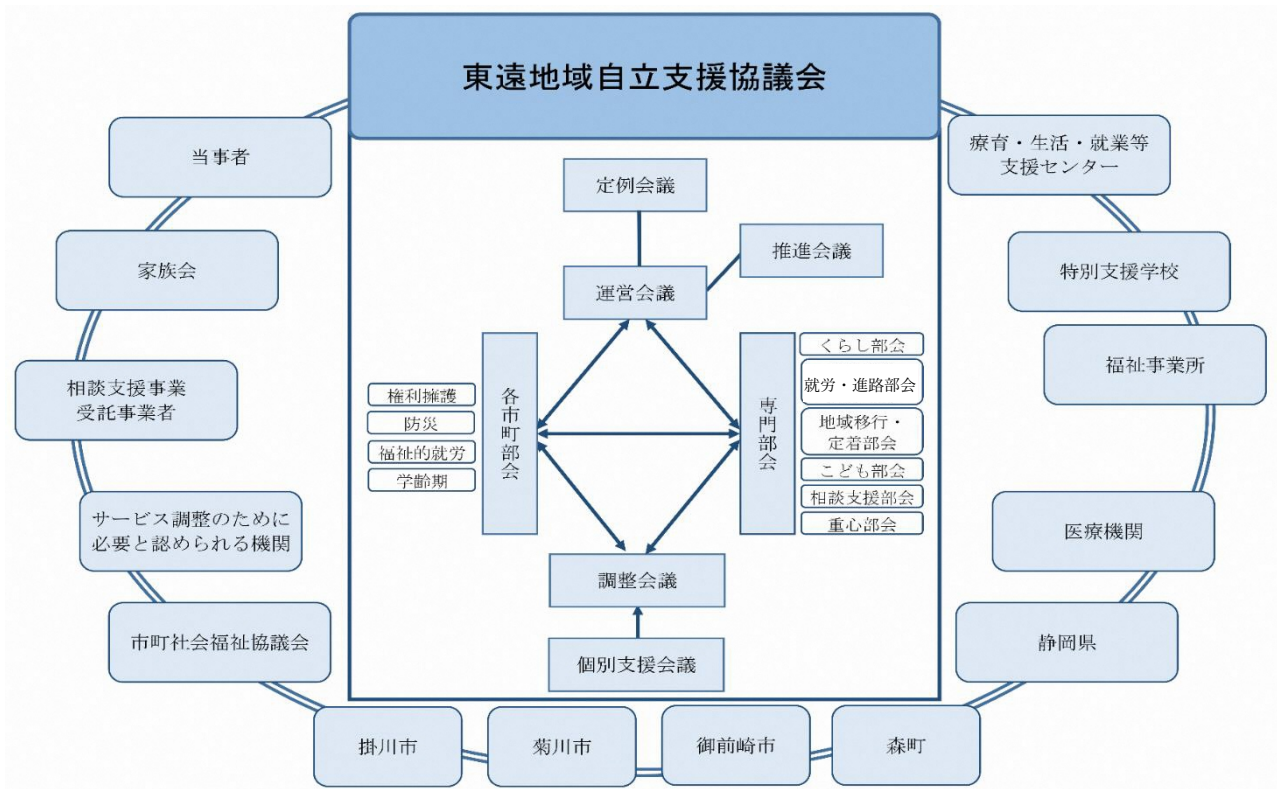 東遠地域自立支援協議会
当事者
家族会
相談支援事業
受託事業者
サービス調整のために
必要と認められる機関
市町社会福祉協議会
掛川市
菊川市
御前崎市
森町
静岡県
医療機関
福祉事業所
特別支援学校
療育・生活・就業等
支援センター
定例会議
推進会議
運営会議
各市町部会
権利擁護
防災
福祉的就労
学齢期
専門部会
くらし部会
就労・進路部会
地域移行・
定着部会
こども部会
相談支援部会
重心部会
調整会議
個別支援会議